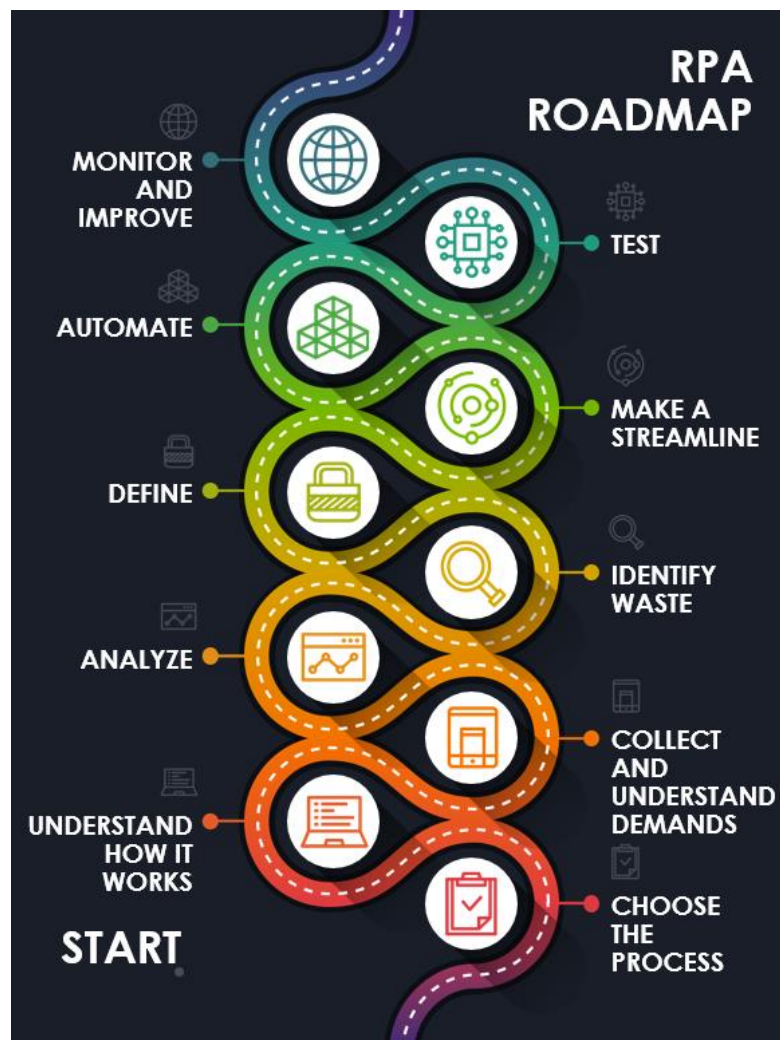 RPA
ROADMAP
MONITOR
AND
IMPROVE
TEST
AUTOMATE
MAKE A
STREAMLINE
DEFINE
IDENTIFY
WASTE
ANALYZE
COLLECT
AND
UNDERSTAND
DEMANDS
UNDERSTAND
HOW IT
WORKS
CHOOSE
THE
PROCESS
START